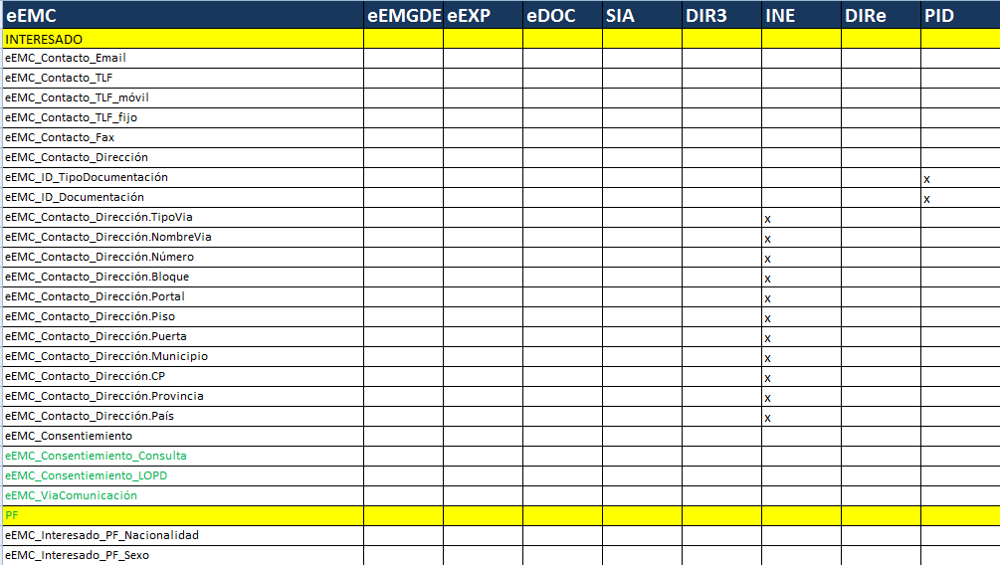 eEMC eEMGDE eEXP eDOC SIA DIR3 INE DIRe PID
INTERESADO
eEMC_Contacto_Email
eEMC_Contacto_TLF
eEMC_Contacto_TLF_móvil
eEMC_Contacto_TLF_fijo
eEMC_Contacto_Fax
eEMC_Contacto_Dirección
eEMC_ID_TipoDocumentación x
eEMC_ID_Documentación x
eEMC_Contacto_Dirección.TipoVia x
eEMC_Contacto_Dirección.NombreVia x
eEMC_Contacto_Dirección.Número x
eEMC_Contacto_Dirección.Bloque x
eEMC_Contacto_Dirección.Portal x
eEMC_Contacto_Dirección.Piso x
eEMC_Contacto_Dirección.Puerta x
eEMC_Contacto_Dirección.Municipio x
eEMC_Contacto_Dirección.CP x
eEMC_Contacto_Dirección.Provincia x
eEMC_Contacto_Dirección.País x
eEMC_Consentiemiento
eEMC_Consentiemiento_Consulta
eEMC_Consentiemiento_LOPD
eEMC_VíaComunicación
PF
eEMC_Interesado_PF_Nacionalidad
eEMC_Interesado_PF_Sexo